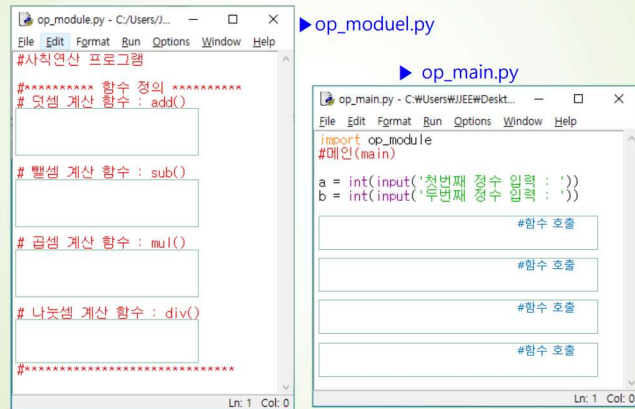 op_module.py - C:/Users/J...
File Edit Format Run Options Window Help
#사칙연산 프로그램
#********** 함수 정의 **********
# 덧셈 계산 함수 : add()
# 뺄셈 계산 함수 : sub()
# 곱셈 계산 함수 : mul()
# 나눗셈 계산 함수 : div()
#******************************
Ln: 1 Col: 0
▶op_moduel.py
▶ op_main.py
op_main.py - C:₩Users₩JJEE₩Deskt...
File Edit Format Run Options Window Help
import op_module
#메인(main)
a = int(input('첫번째 정수 입력 : '))
b = int(input('두번째 정수 입력 : '))
#함수 호출
#함수 호출
#함수 호출
#함수 호출
Ln: 1 Col: 0